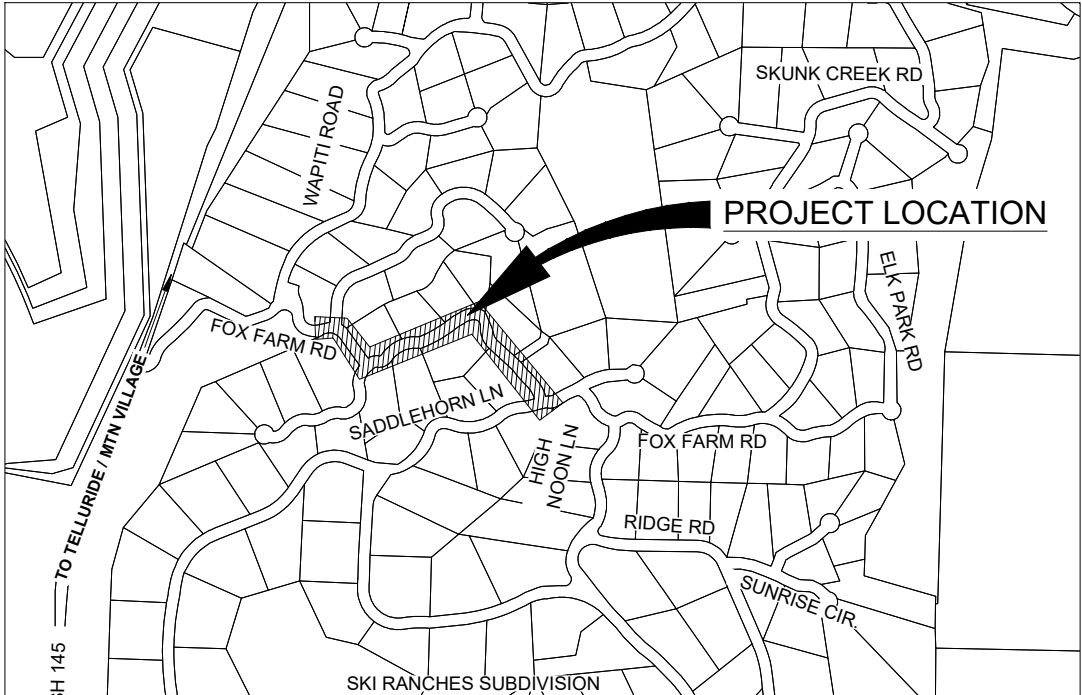 SKUNK CREEK RD
WAPITI ROAD
PROJECT LOCATION
ELK PARK RD
FOX FARM RD
TO TELLURIDE / MTN VILLAGE
SADDLEHORN LN
HIGH
NOON LN
FOX FARM RD
RIDGE RD
SUNRISE CIR.
SH 145
SKI RANCHES SUBDIVISION